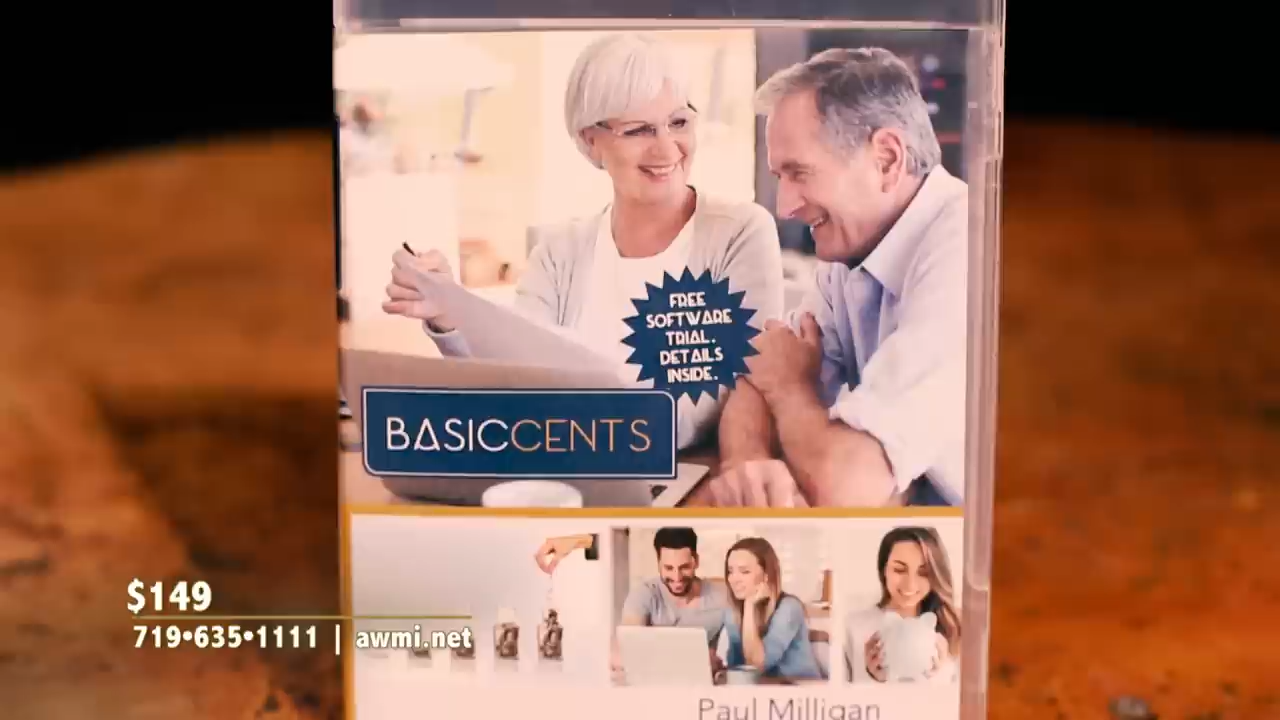 FREE
SOFTWARE
TRIAL.
DETAILS
INSIDE.
BASICCENTS
$149
719•635•1111 | awmi.net
Paul Milligan